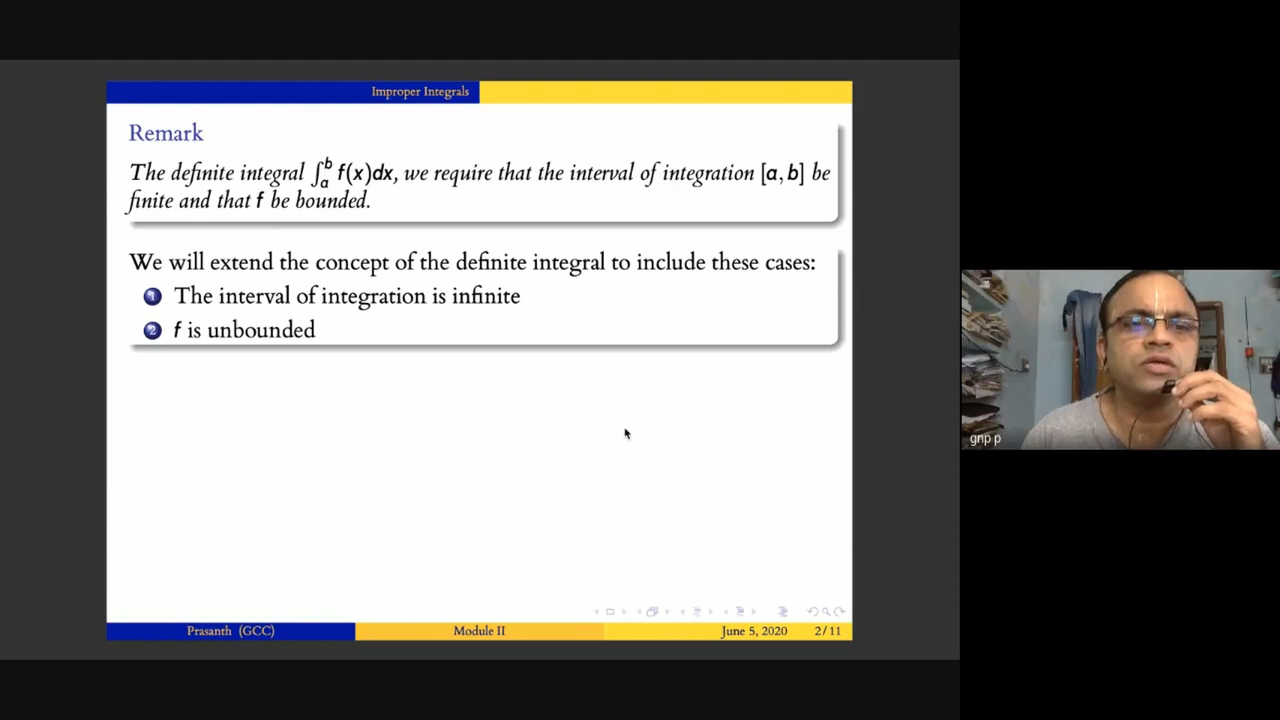 Improper Integrals
Remark
The definite integral ∫ₐᵇ f(x)dx, we require that the interval of integration [a, b] be
finite and that f be bounded.
We will extend the concept of the definite integral to include these cases:
1 The interval of integration is infinite
2 f is unbounded
gnp p
Prasanth (GCC) Module II June 5, 2020 2/11